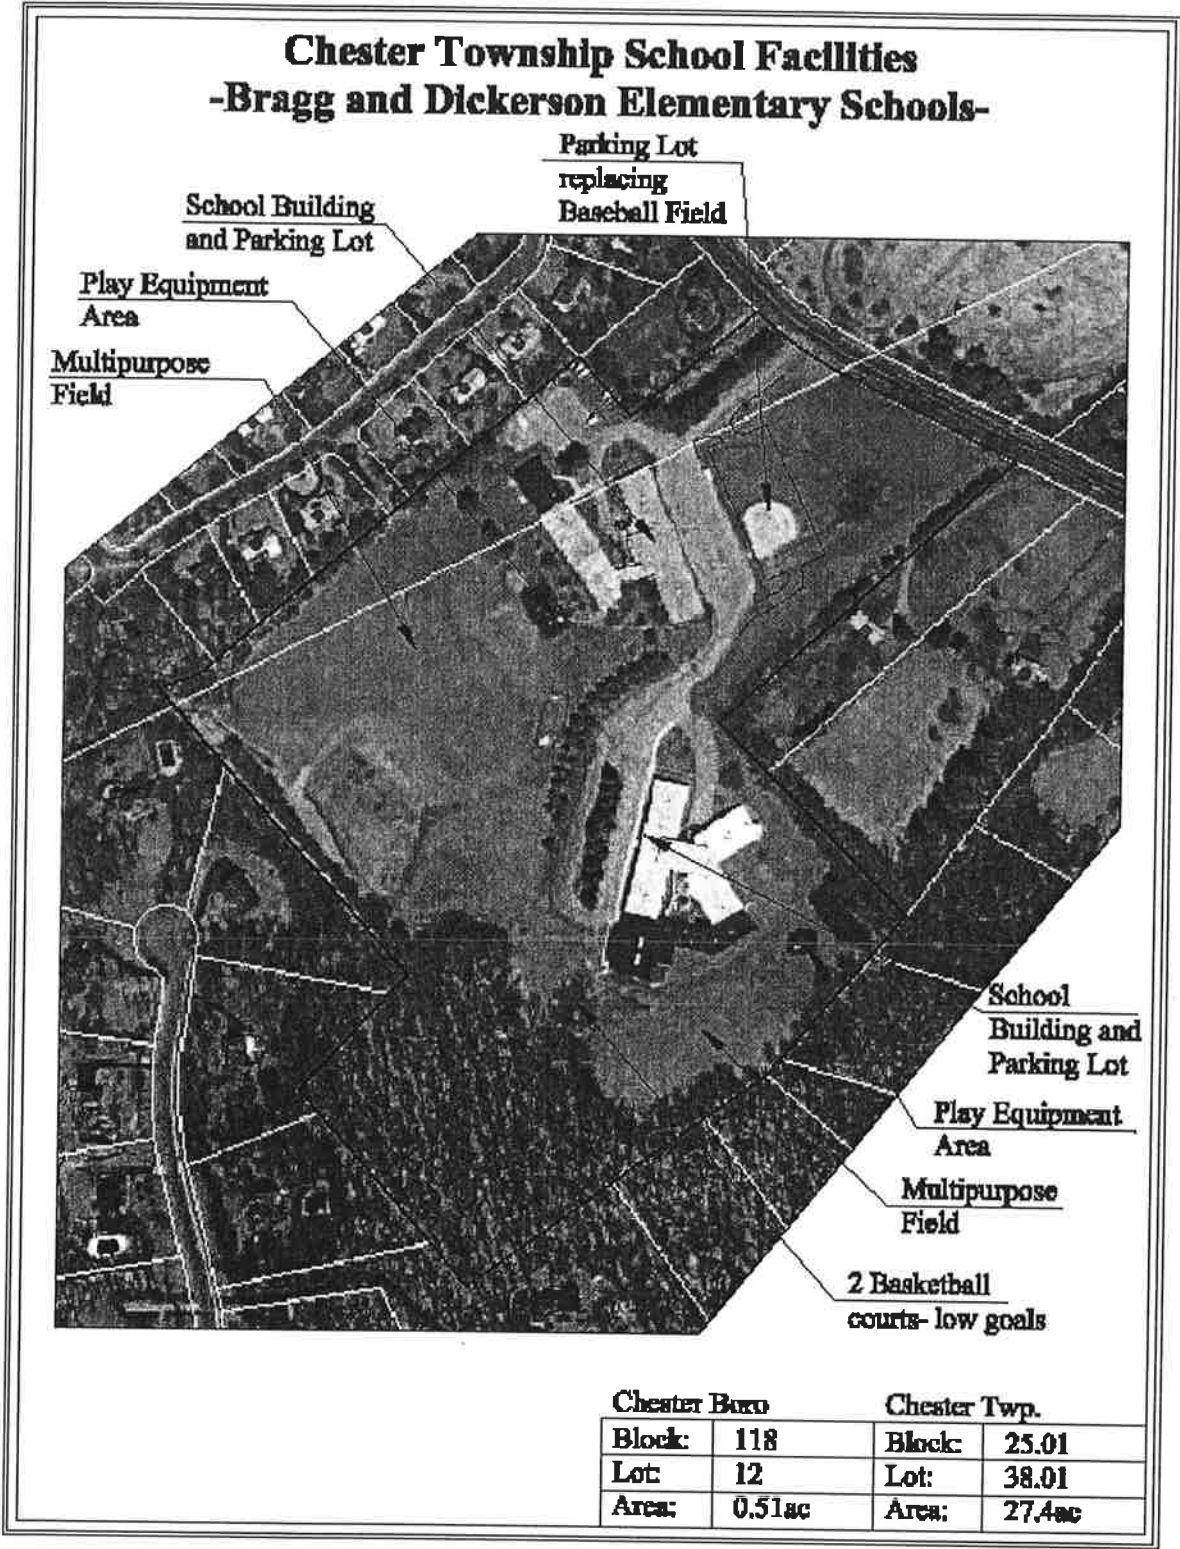 Chester Township School Facilities
-Bragg and Dickerson Elementary Schools-
Parking Lot
replacing
Baseball Field
School Building
and Parking Lot
Play Equipment
Area
Multipurpose
Field
School
Building and
Parking Lot
Play Equipment
Area
Multipurpose
Field
2 Basketball
courts- low goals
Chester Boro Chester Twp.
Block: 118 Block: 25.01
Lot: 12 Lot: 38.01
Area: 0.51ac Area: 27.4ac